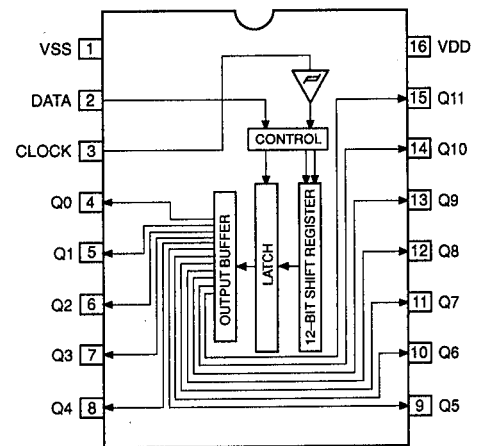 VSS 1
16 VDD
DATA 2
15 Q11
CLOCK 3
CONTROL
14 Q10
Q0 4
13 Q9
OUTPUT BUFFER
LATCH
12-BIT SHIFT REGISTER
Q1 5
12 Q8
Q2 6
11 Q7
Q3 7
10 Q6
Q4 8
9 Q5